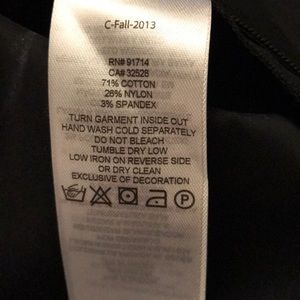 C-Fall-2013
RN# 91714
CA# 32528
71% COTTON
26% NYLON
3% SPANDEX
TURN GARMENT INSIDE OUT
HAND WASH COLD SEPARATELY
DO NOT BLEACH
TUMBLE DRY LOW
LOW IRON ON REVERSE SIDE
OR DRY CLEAN
EXCLUSIVE OF DECORATION
P